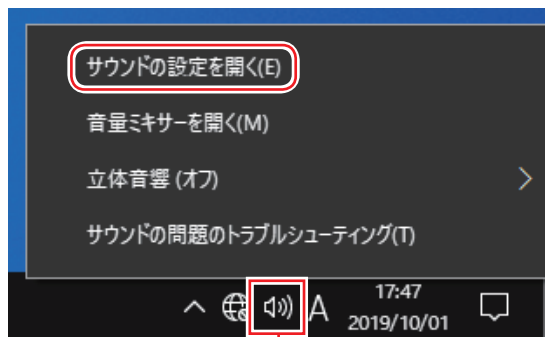 サウンドの設定を開く(E)
音量ミキサーを開く(M)
立体音響 (オフ)
サウンドの問題のトラブルシューティング(T)
A
17:47
2019/10/01